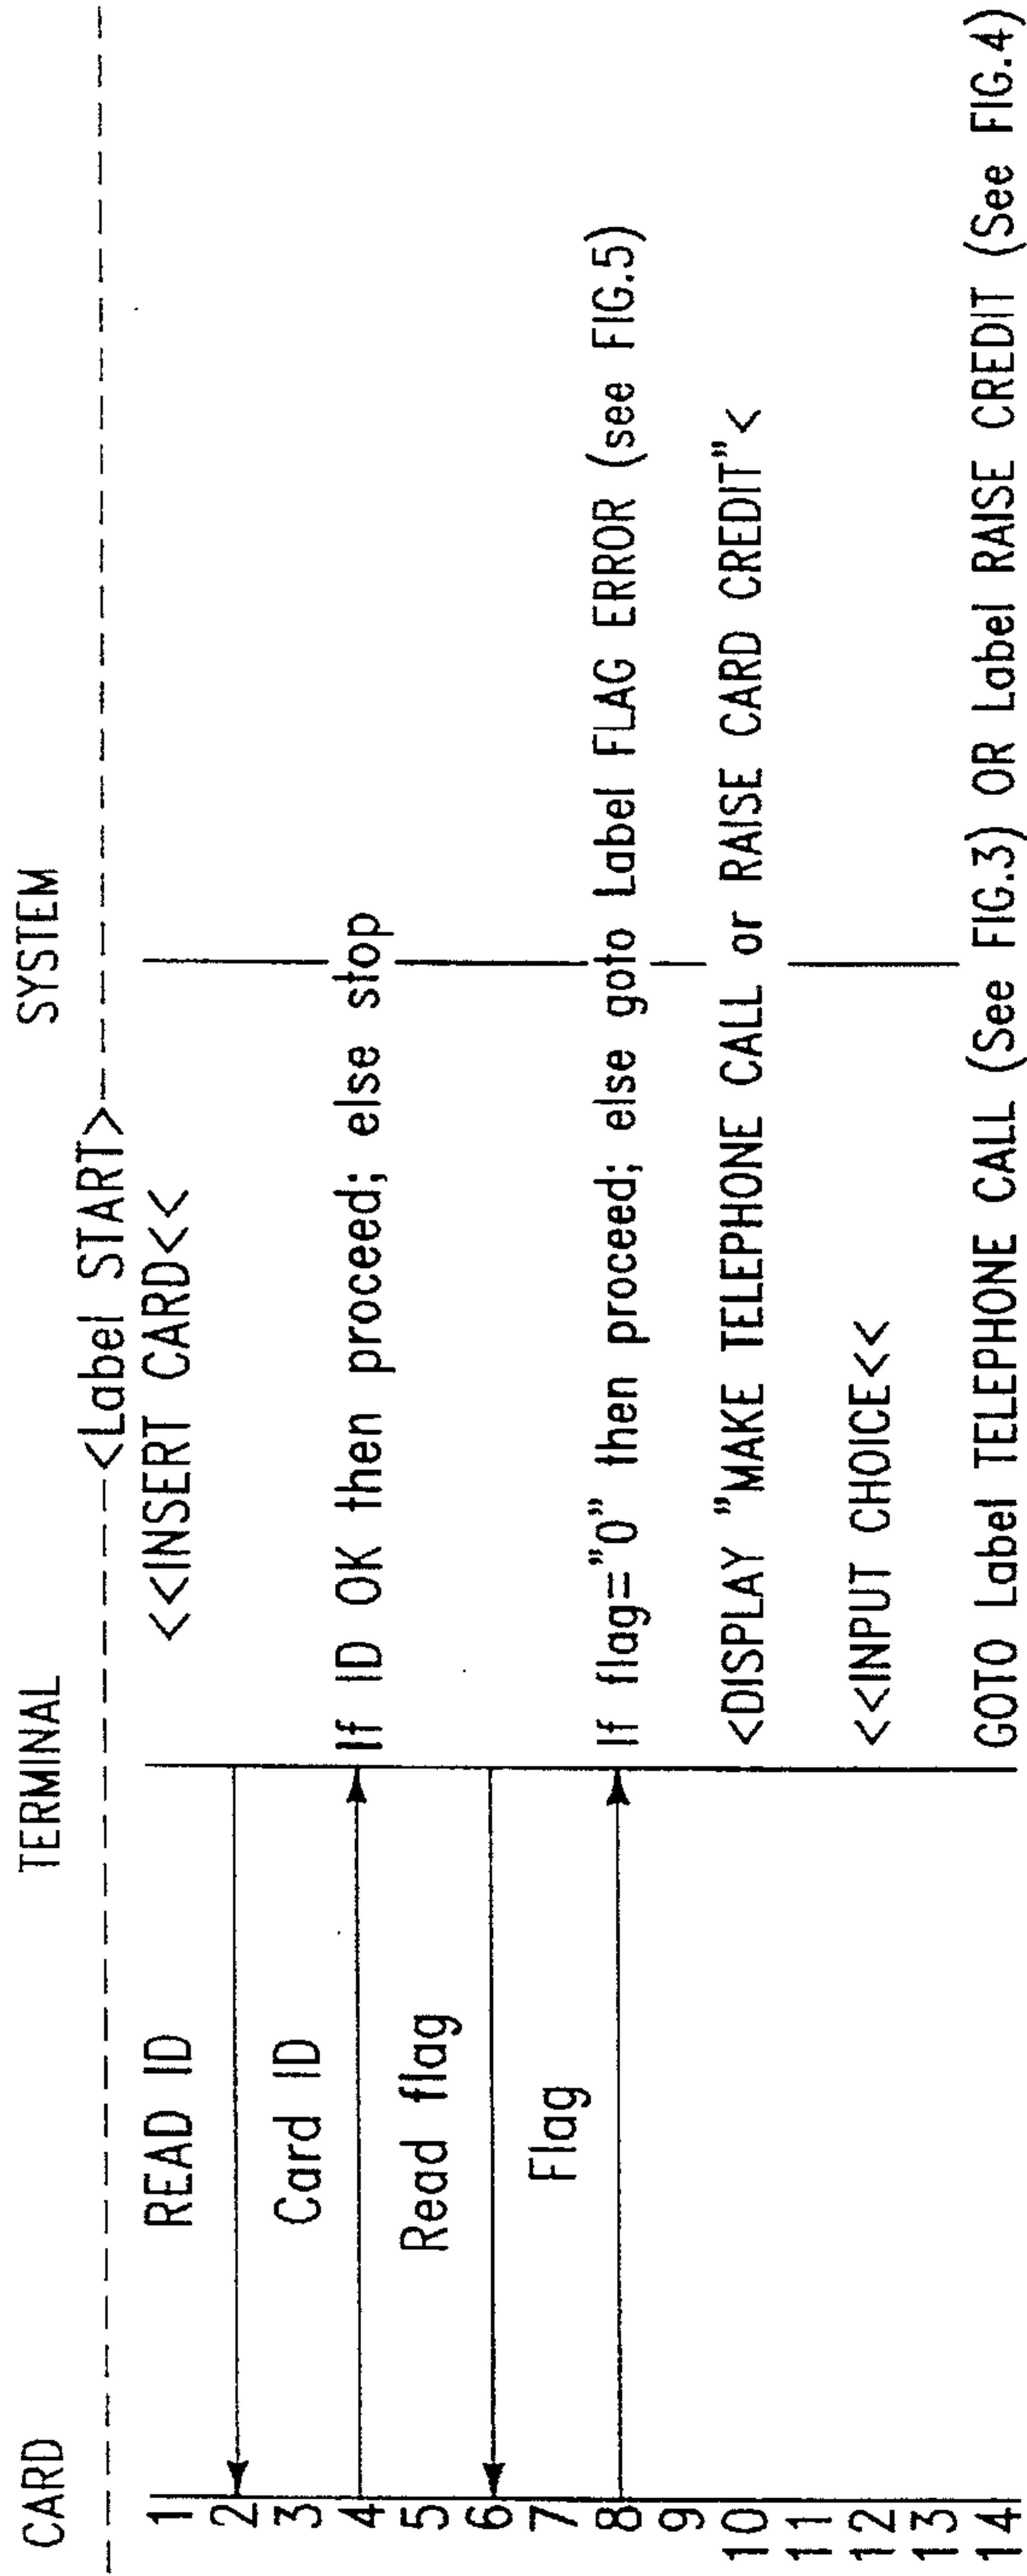 CARD TERMINAL SYSTEM
<Label START>
1 READ ID <<INSERT CARD<<
2
3 Card ID
4 If ID OK then proceed; else stop
5 Read flag
6
7 Flag
8 If flag="0" then proceed; else goto Label FLAG ERROR (see FIG.5)
9
10 <DISPLAY "MAKE TELEPHONE CALL or RAISE CARD CREDIT"<
11
12 <<INPUT CHOICE<<
13
14 GOTO Label TELEPHONE CALL (See FIG.3) OR Label RAISE CREDIT (See FIG.4)